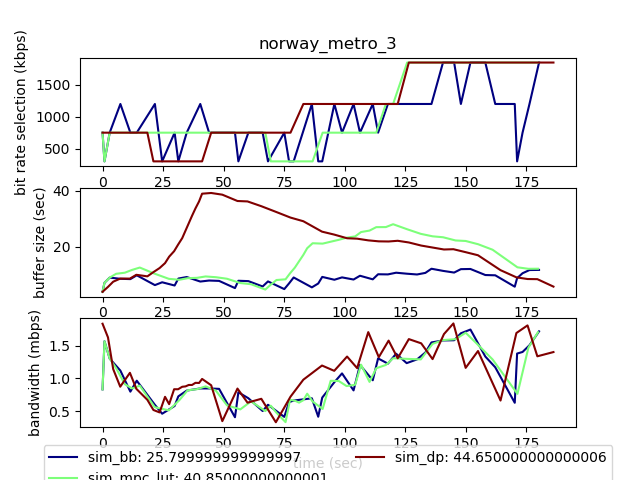 norway_metro_3
bit rate selection (kbps)
1500
1000
500
0 25 50 75 100 125 150 175
buffer size (sec)
40
20
0 25 50 75 100 125 150 175
bandwidth (mbps)
1.5
1.0
0.5
0 25 50 75 100 125 150 175
time (sec)
sim_bb: 25.799999999999997
sim_dp: 44.650000000000006
sim_mpc_lut: 40.85000000000001